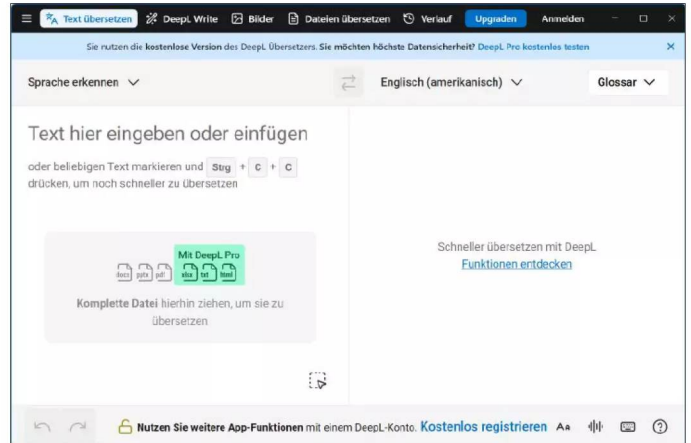 Text übersetzen DeepL Write Bilder Dateien übersetzen Verlauf Upgraden Anmelden
Sie nutzen die kostenlose Version des DeepL Übersetzers. Sie möchten höchste Datensicherheit? DeepL Pro kostenlos testen
Sprache erkennen Englisch (amerikanisch) Glossar
Text hier eingeben oder einfügen
oder beliebigen Text markieren und Strg + C + C
drücken, um noch schneller zu übersetzen
Mit DeepL Pro
docx pptx pdf xlsx txt html
Komplette Datei hierhin ziehen, um sie zu
übersetzen
Schneller übersetzen mit DeepL
Funktionen entdecken
Nutzen Sie weitere App-Funktionen mit einem DeepL-Konto. Kostenlos registrieren Aa